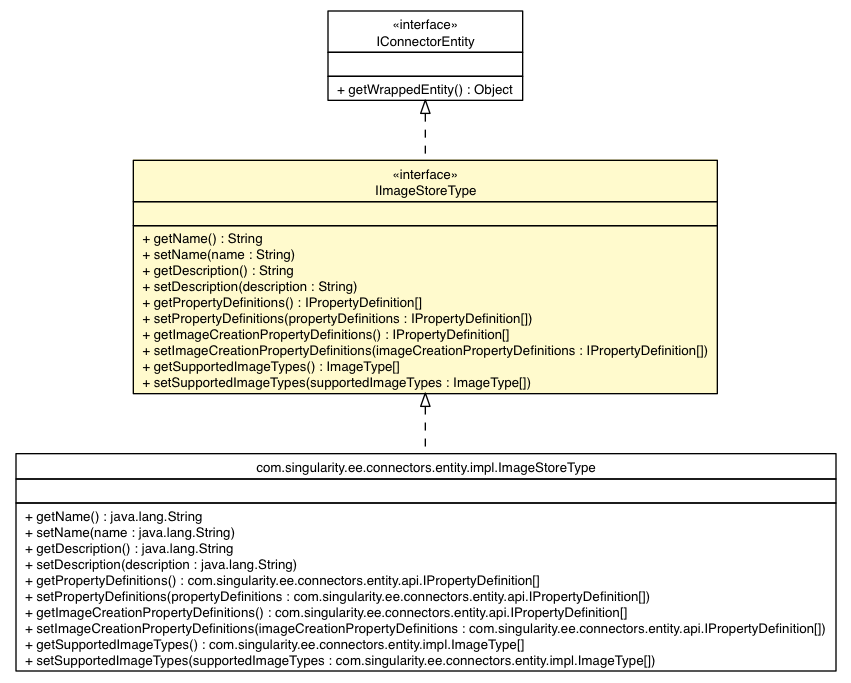 «interface»
IConnectorEntity
+ getWrappedEntity() : Object
«interface»
IImageStoreType
+ getName() : String
+ setName(name : String)
+ getDescription() : String
+ setDescription(description : String)
+ getPropertyDefinitions() : IPropertyDefinition[]
+ setPropertyDefinitions(propertyDefinitions : IPropertyDefinition[])
+ getImageCreationPropertyDefinitions() : IPropertyDefinition[]
+ setImageCreationPropertyDefinitions(imageCreationPropertyDefinitions : IPropertyDefinition[])
+ getSupportedImageTypes() : ImageType[]
+ setSupportedImageTypes(supportedImageTypes : ImageType[])
com.singularity.ee.connectors.entity.impl.ImageStoreType
+ getName() : java.lang.String
+ setName(name : java.lang.String)
+ getDescription() : java.lang.String
+ setDescription(description : java.lang.String)
+ getPropertyDefinitions() : com.singularity.ee.connectors.entity.api.IPropertyDefinition[]
+ setPropertyDefinitions(propertyDefinitions : com.singularity.ee.connectors.entity.api.IPropertyDefinition[])
+ getImageCreationPropertyDefinitions() : com.singularity.ee.connectors.entity.api.IPropertyDefinition[]
+ setImageCreationPropertyDefinitions(imageCreationPropertyDefinitions : com.singularity.ee.connectors.entity.api.IPropertyDefinition[])
+ getSupportedImageTypes() : com.singularity.ee.connectors.entity.impl.ImageType[]
+ setSupportedImageTypes(supportedImageTypes : com.singularity.ee.connectors.entity.impl.ImageType[])